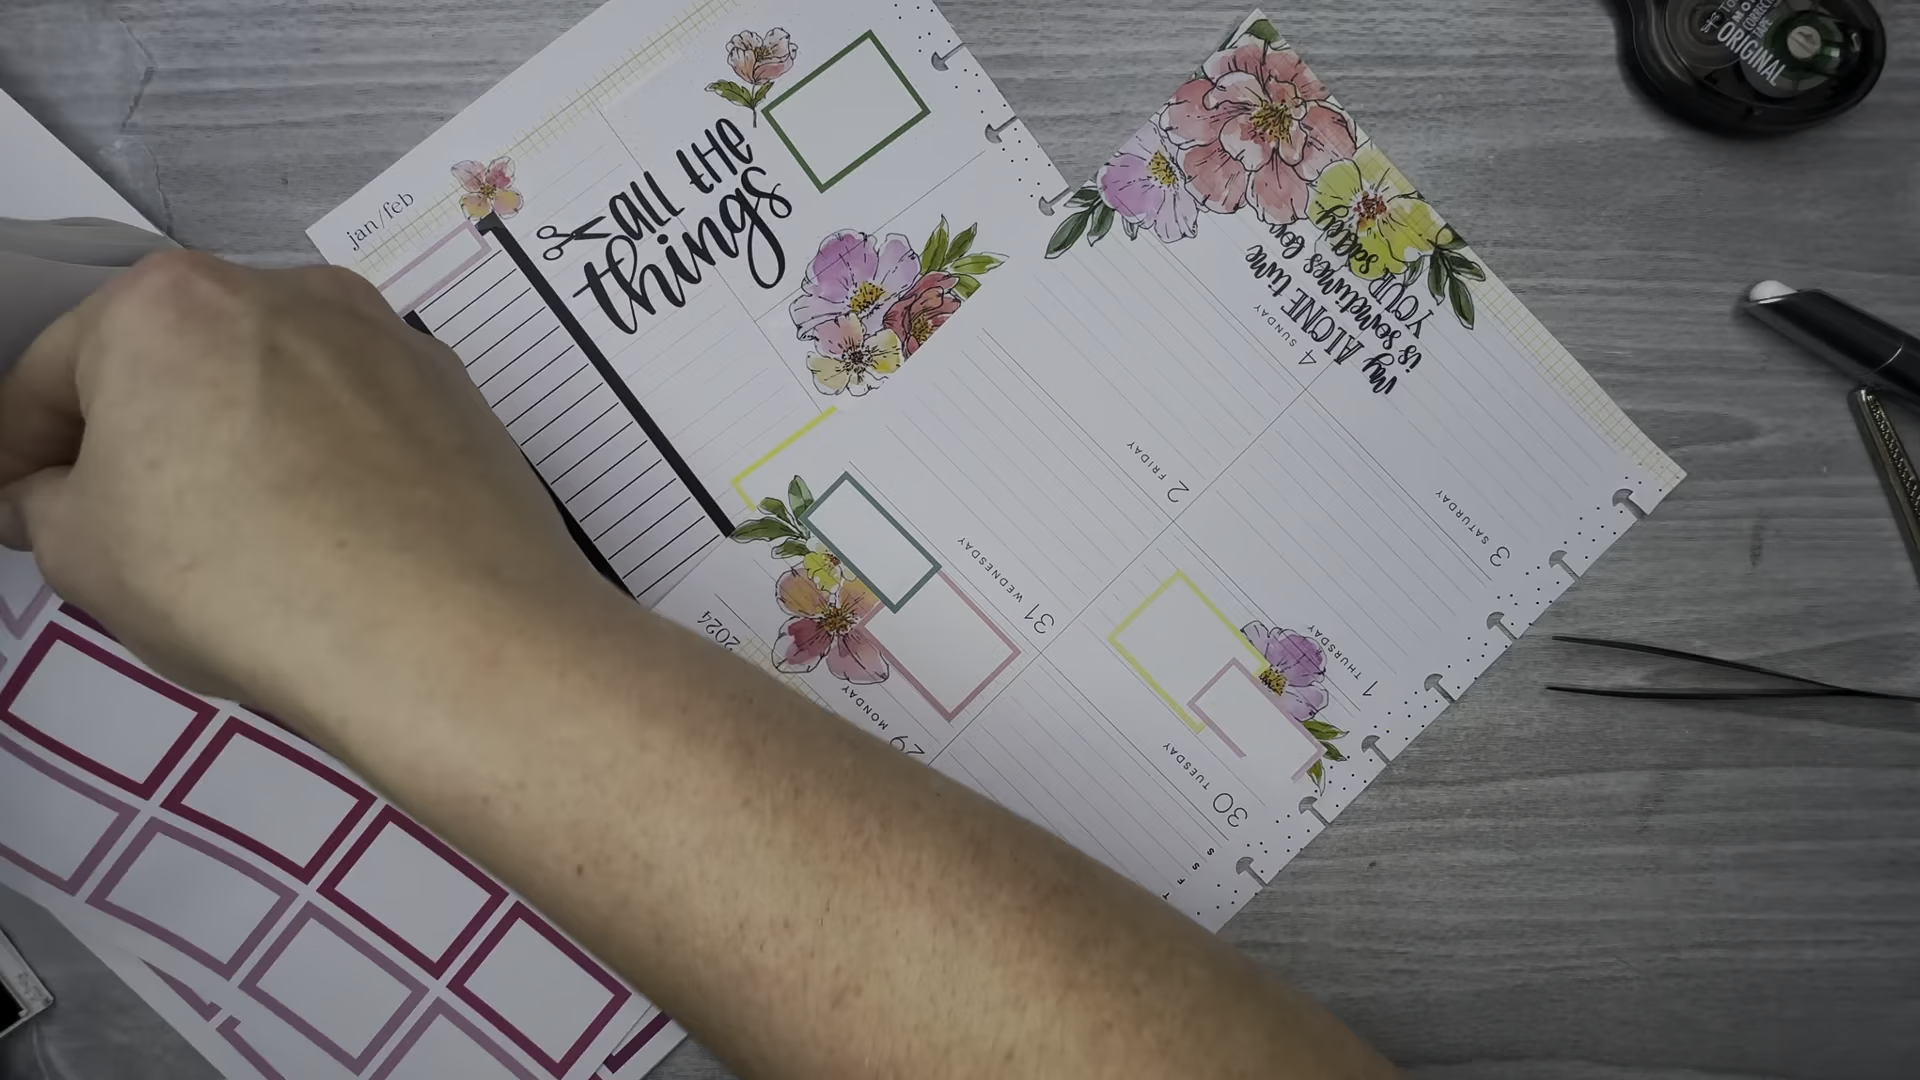 jan/feb
all the
things
my ALONE time
is sometimes for
YOUR safety
4 SUNDAY
2 FRIDAY
3 SATURDAY
31 WEDNESDAY
1 THURSDAY
2024
29 MONDAY
30 TUESDAY
S
S
F
T
ORIGINAL